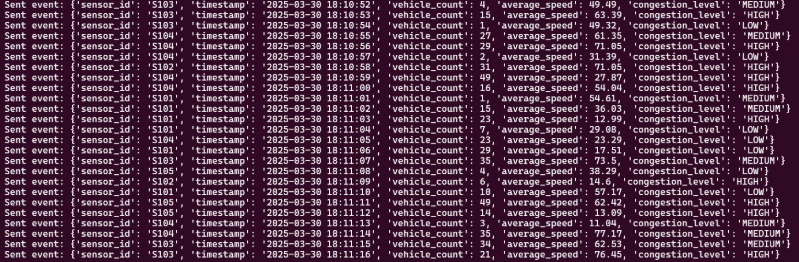 Sent event: {'sensor_id': 'S103', 'timestamp': '2025-03-30 18:10:52', 'vehicle_count': 4, 'average_speed': 49.49, 'congestion_level': 'MEDIUM'}
Sent event: {'sensor_id': 'S104', 'timestamp': '2025-03-30 18:10:53', 'vehicle_count': 15, 'average_speed': 63.39, 'congestion_level': 'HIGH'}
Sent event: {'sensor_id': 'S103', 'timestamp': '2025-03-30 18:10:54', 'vehicle_count': 1, 'average_speed': 49.32, 'congestion_level': 'LOW'}
Sent event: {'sensor_id': 'S104', 'timestamp': '2025-03-30 18:10:55', 'vehicle_count': 27, 'average_speed': 61.35, 'congestion_level': 'MEDIUM'}
Sent event: {'sensor_id': 'S104', 'timestamp': '2025-03-30 18:10:56', 'vehicle_count': 29, 'average_speed': 71.05, 'congestion_level': 'HIGH'}
Sent event: {'sensor_id': 'S104', 'timestamp': '2025-03-30 18:10:57', 'vehicle_count': 2, 'average_speed': 31.39, 'congestion_level': 'LOW'}
Sent event: {'sensor_id': 'S102', 'timestamp': '2025-03-30 18:10:58', 'vehicle_count': 31, 'average_speed': 71.05, 'congestion_level': 'HIGH'}
Sent event: {'sensor_id': 'S104', 'timestamp': '2025-03-30 18:10:59', 'vehicle_count': 49, 'average_speed': 27.87, 'congestion_level': 'HIGH'}
Sent event: {'sensor_id': 'S104', 'timestamp': '2025-03-30 18:11:00', 'vehicle_count': 16, 'average_speed': 54.04, 'congestion_level': 'HIGH'}
Sent event: {'sensor_id': 'S101', 'timestamp': '2025-03-30 18:11:01', 'vehicle_count': 1, 'average_speed': 54.61, 'congestion_level': 'MEDIUM'}
Sent event: {'sensor_id': 'S101', 'timestamp': '2025-03-30 18:11:02', 'vehicle_count': 15, 'average_speed': 36.03, 'congestion_level': 'MEDIUM'}
Sent event: {'sensor_id': 'S101', 'timestamp': '2025-03-30 18:11:03', 'vehicle_count': 23, 'average_speed': 12.99, 'congestion_level': 'HIGH'}
Sent event: {'sensor_id': 'S101', 'timestamp': '2025-03-30 18:11:04', 'vehicle_count': 7, 'average_speed': 29.08, 'congestion_level': 'LOW'}
Sent event: {'sensor_id': 'S104', 'timestamp': '2025-03-30 18:11:05', 'vehicle_count': 23, 'average_speed': 23.29, 'congestion_level': 'LOW'}
Sent event: {'sensor_id': 'S101', 'timestamp': '2025-03-30 18:11:06', 'vehicle_count': 29, 'average_speed': 17.51, 'congestion_level': 'LOW'}
Sent event: {'sensor_id': 'S103', 'timestamp': '2025-03-30 18:11:07', 'vehicle_count': 35, 'average_speed': 73.5, 'congestion_level': 'MEDIUM'}
Sent event: {'sensor_id': 'S105', 'timestamp': '2025-03-30 18:11:08', 'vehicle_count': 4, 'average_speed': 38.29, 'congestion_level': 'LOW'}
Sent event: {'sensor_id': 'S102', 'timestamp': '2025-03-30 18:11:09', 'vehicle_count': 6, 'average_speed': 14.6, 'congestion_level': 'HIGH'}
Sent event: {'sensor_id': 'S101', 'timestamp': '2025-03-30 18:11:10', 'vehicle_count': 10, 'average_speed': 57.17, 'congestion_level': 'LOW'}
Sent event: {'sensor_id': 'S105', 'timestamp': '2025-03-30 18:11:11', 'vehicle_count': 49, 'average_speed': 62.42, 'congestion_level': 'HIGH'}
Sent event: {'sensor_id': 'S105', 'timestamp': '2025-03-30 18:11:12', 'vehicle_count': 14, 'average_speed': 13.09, 'congestion_level': 'HIGH'}
Sent event: {'sensor_id': 'S104', 'timestamp': '2025-03-30 18:11:13', 'vehicle_count': 3, 'average_speed': 11.04, 'congestion_level': 'MEDIUM'}
Sent event: {'sensor_id': 'S104', 'timestamp': '2025-03-30 18:11:14', 'vehicle_count': 35, 'average_speed': 77.17, 'congestion_level': 'MEDIUM'}
Sent event: {'sensor_id': 'S103', 'timestamp': '2025-03-30 18:11:15', 'vehicle_count': 34, 'average_speed': 62.53, 'congestion_level': 'HIGH'}
Sent event: {'sensor_id': 'S103', 'timestamp': '2025-03-30 18:11:16', 'vehicle_count': 21, 'average_speed': 76.45, 'congestion_level': 'HIGH'}